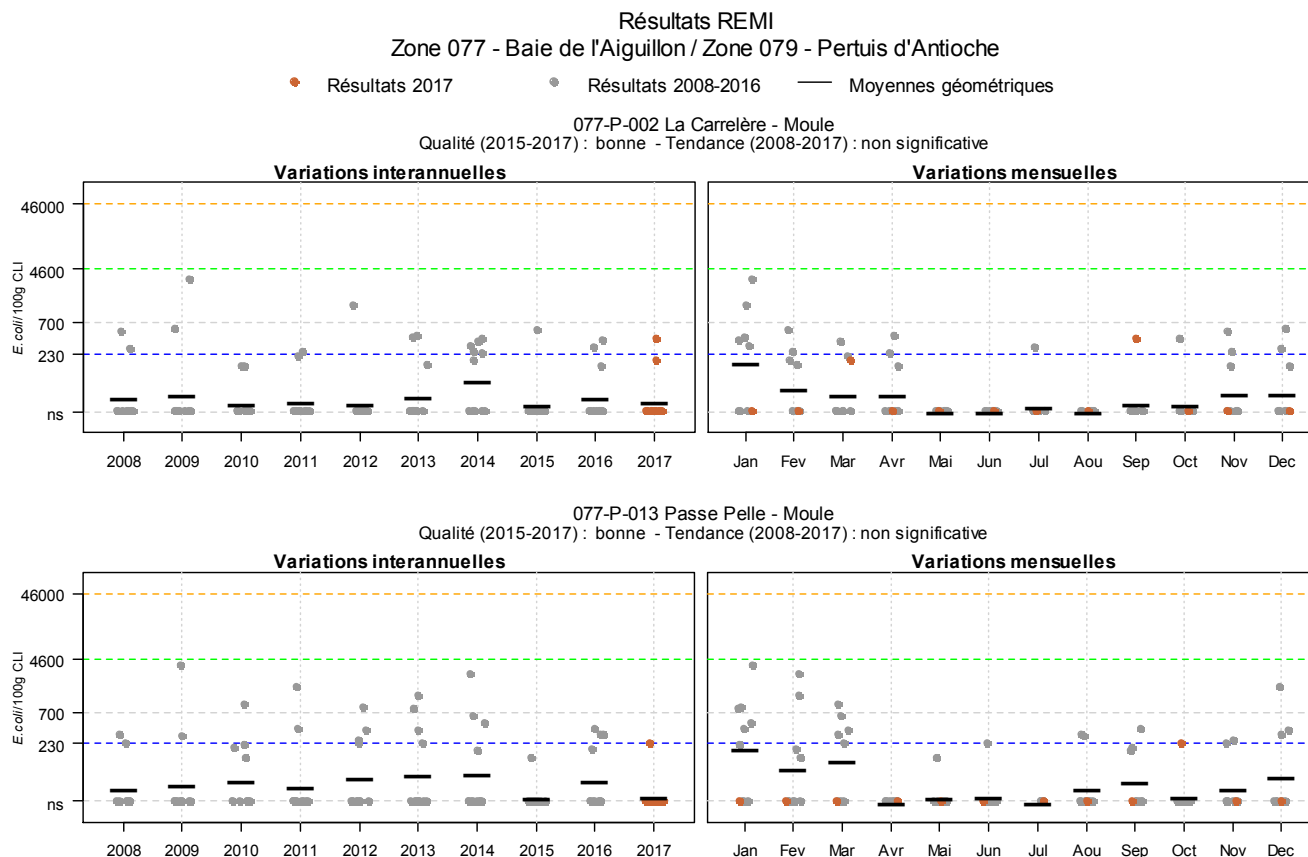 Résultats REMI
Zone 077 - Baie de l'Aiguillon / Zone 079 - Pertuis d'Antioche
Résultats 2017 Résultats 2008-2016 Moyennes géométriques
077-P-002 La Carrelère - Moule
Qualité (2015-2017) : bonne - Tendance (2008-2017) : non significative
Variations interannuelles
46000
4600
700
230
ns
E.coli/100g CLI
2008 2009 2010 2011 2012 2013 2014 2015 2016 2017
Variations mensuelles
Jan Fev Mar Avr Mai Jun Jul Aou Sep Oct Nov Dec
077-P-013 Passe Pelle - Moule
Qualité (2015-2017) : bonne - Tendance (2008-2017) : non significative
Variations interannuelles
46000
4600
700
230
ns
E.coli/100g CLI
2008 2009 2010 2011 2012 2013 2014 2015 2016 2017
Variations mensuelles
Jan Fev Mar Avr Mai Jun Jul Aou Sep Oct Nov Dec